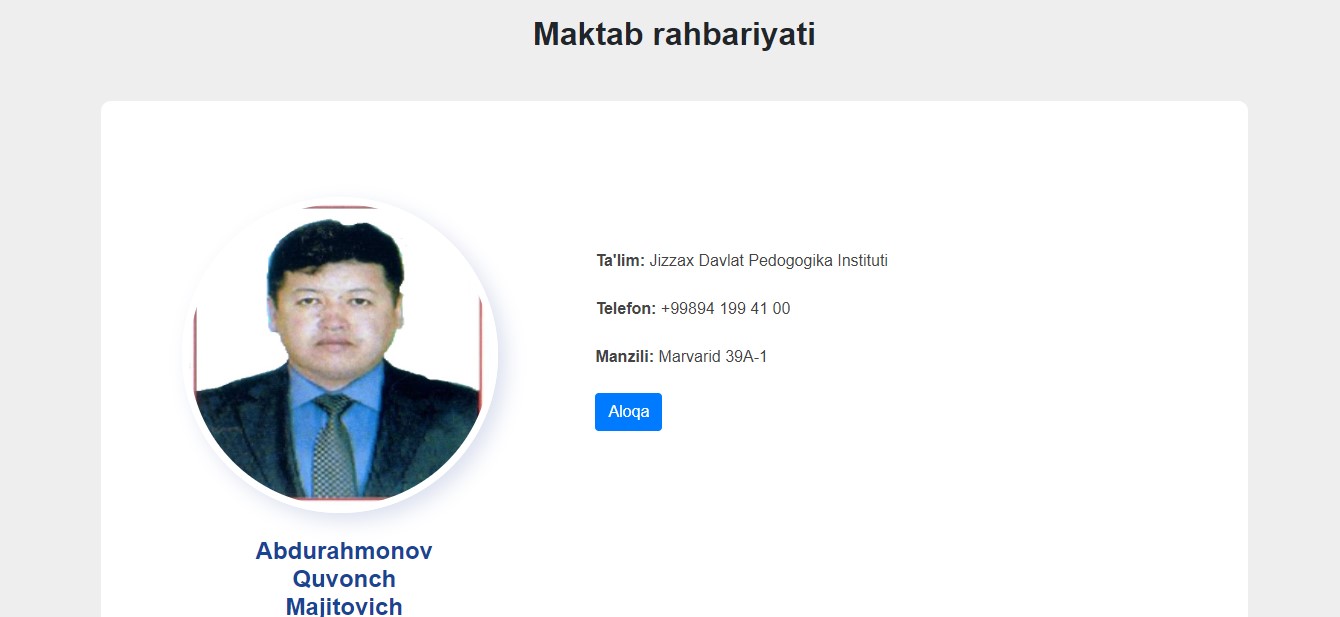 Maktab rahbariyati
Ta'lim: Jizzax Davlat Pedogogika Instituti
Telefon: +99894 199 41 00
Manzili: Marvarid 39A-1
Aloqa
Abdurahmonov
Quvonch
Majitovich